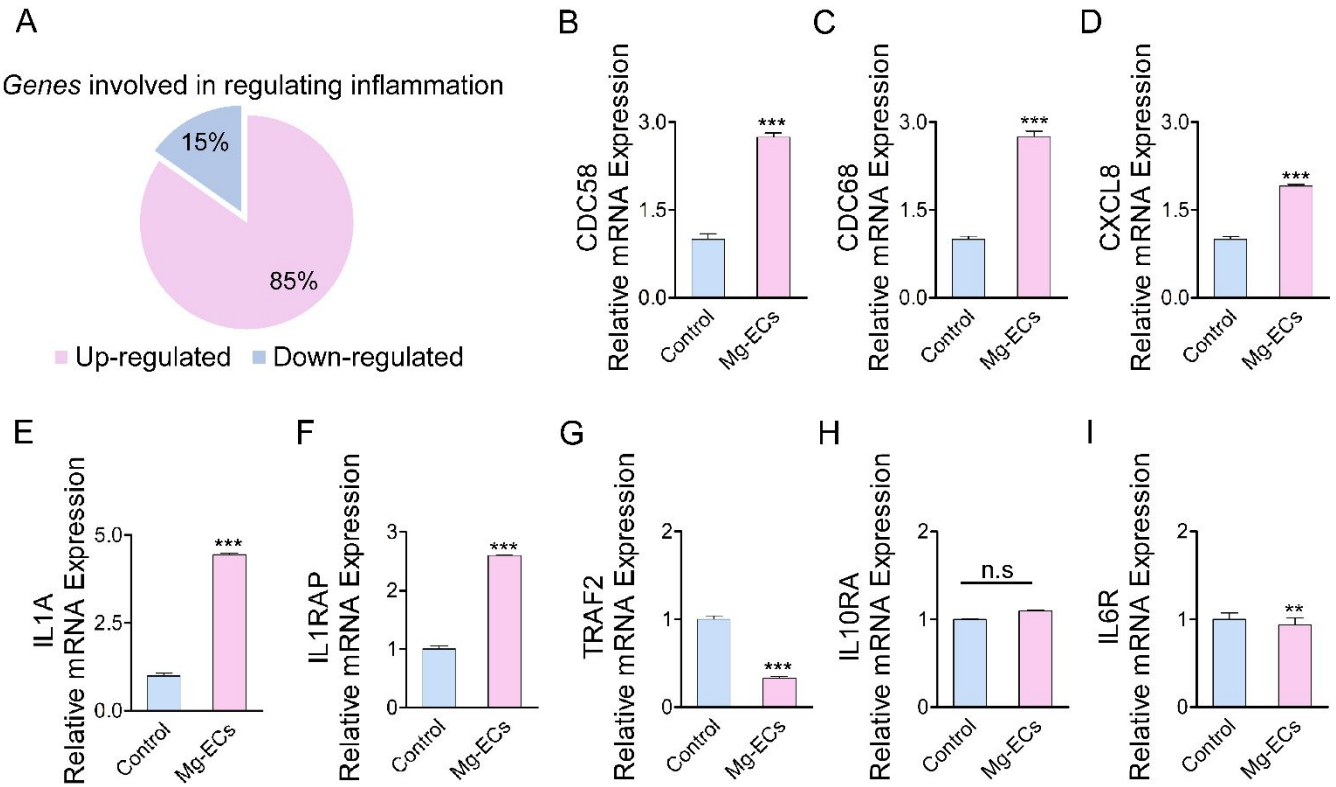 A
Genes involved in regulating inflammation
15%
85%
Up-regulated
Down-regulated
B
CDC58
Relative mRNA Expression
3.0
1.5
0.0
***
Control
Mg-ECs
C
CDC68
Relative mRNA Expression
3.0
1.5
0.0
***
Control
Mg-ECs
D
CXCL8
Relative mRNA Expression
3.0
1.5
0.0
***
Control
Mg-ECs
E
IL1A
Relative mRNA Expression
5.0
2.5
0.0
***
Control
Mg-ECs
F
IL1RAP
Relative mRNA Expression
3
2
1
0
***
Control
Mg-ECs
G
TRAF2
Relative mRNA Expression
2
1
0
***
Control
Mg-ECs
H
IL10RA
Relative mRNA Expression
2
1
0
n.s
Control
Mg-ECs
I
IL6R
Relative mRNA Expression
2
1
0
**
Control
Mg-ECs